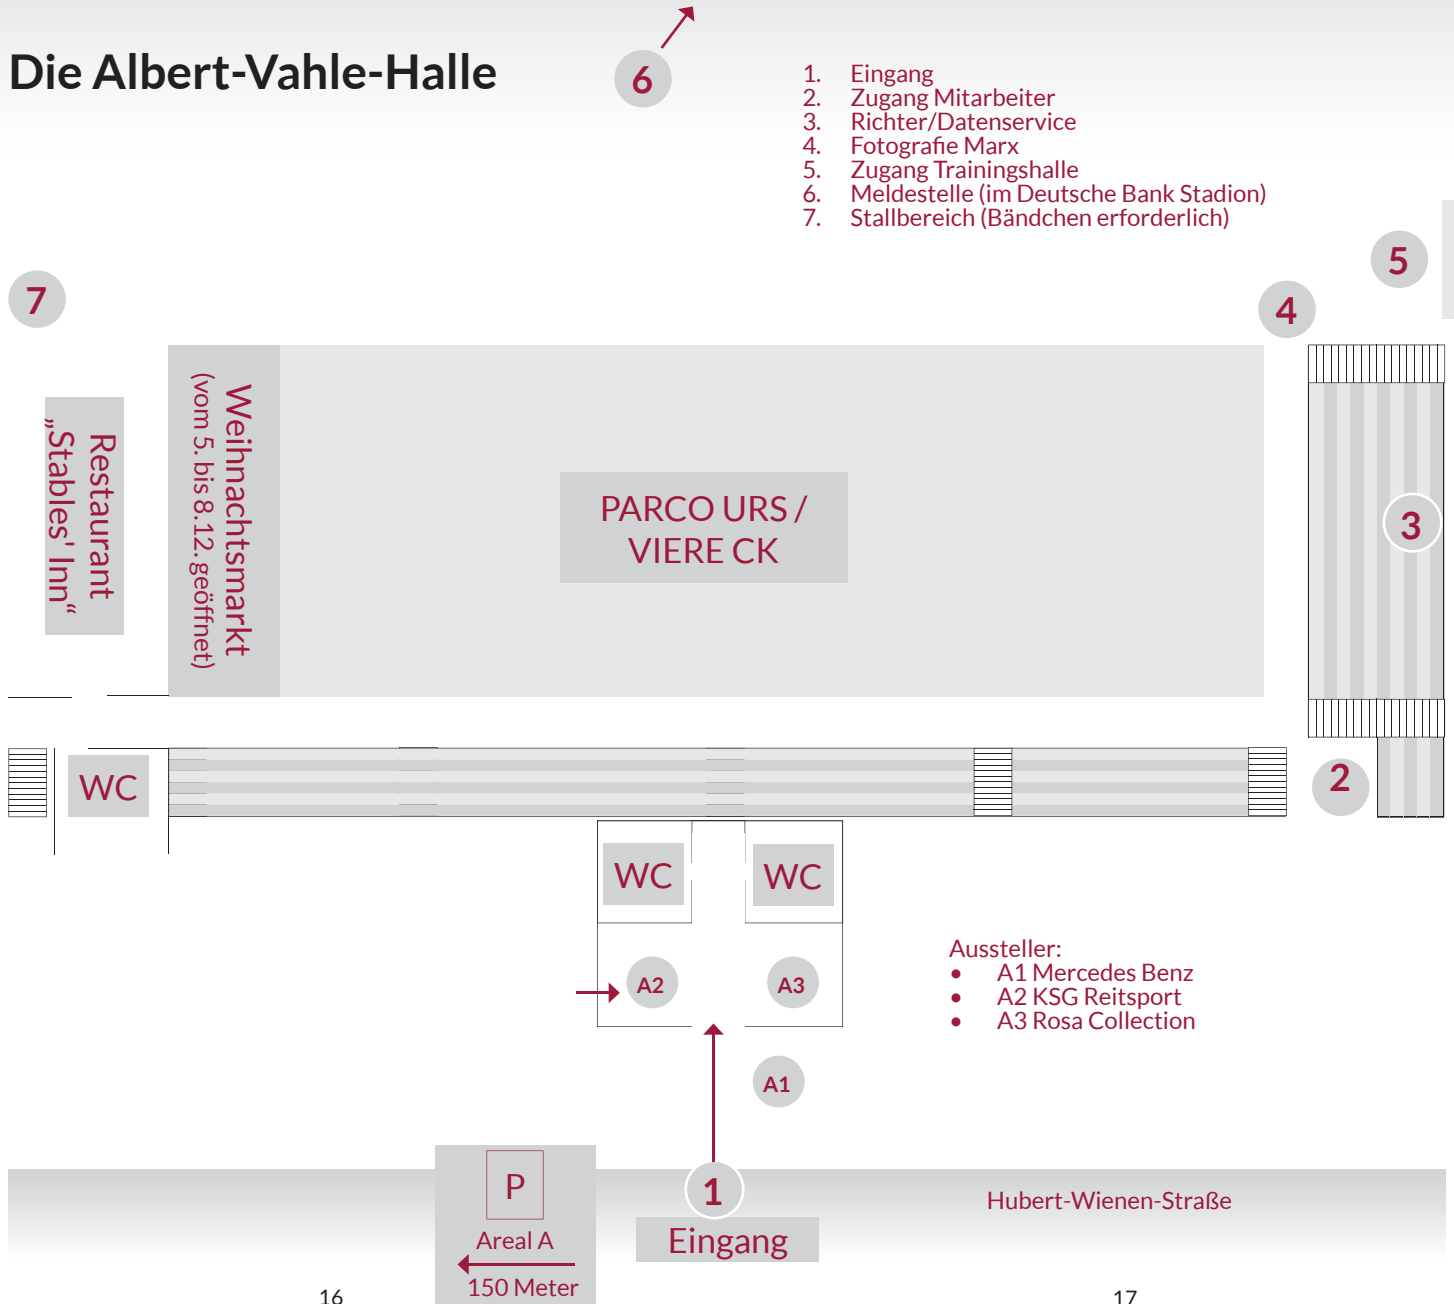 Die Albert-Vahle-Halle
6
1. Eingang
2. Zugang Mitarbeiter
3. Richter/Datenservice
4. Fotografie Marx
5. Zugang Trainingshalle
6. Meldestelle (im Deutsche Bank Stadion)
7. Stallbereich (Bändchen erforderlich)
5
7
4
Restaurant
„Stables' Inn“
Weihnachtsmarkt
(vom 5. bis 8.12. geöffnet)
PARCO URS /
VIERE CK
3
WC
2
WC
WC
A2
A3
Aussteller:
• A1 Mercedes Benz
• A2 KSG Reitsport
• A3 Rosa Collection
A1
P
Areal A
150 Meter
1
Eingang
Hubert-Wienen-Straße
16
17